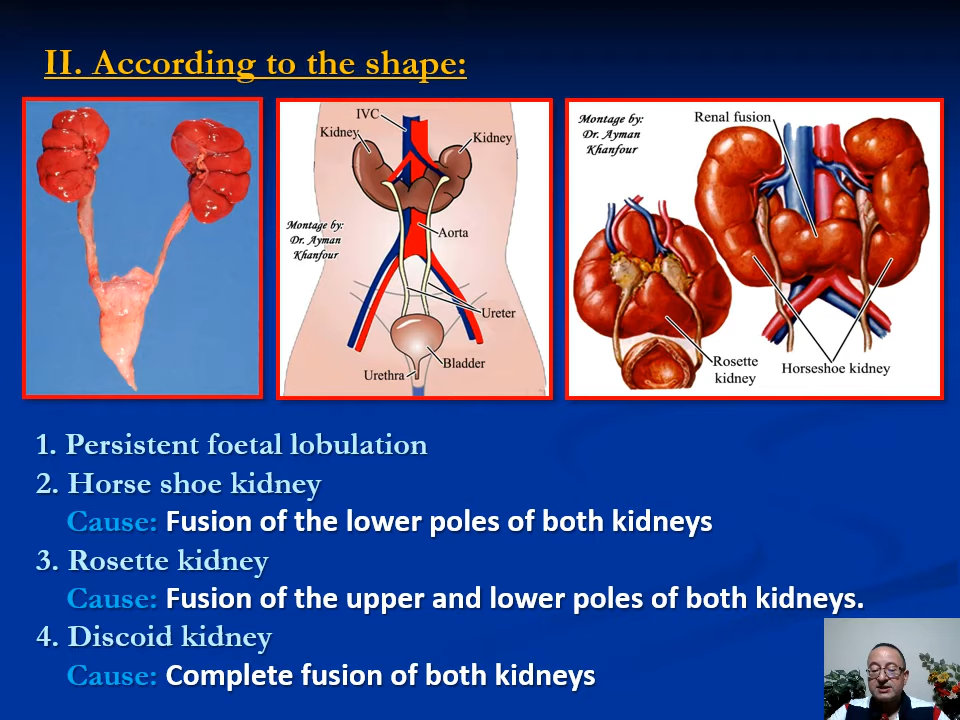 II. According to the shape:
IVC
Kidney
Kidney
Montage by:
Dr. Ayman
Khanfour
Aorta
Ureter
Bladder
Urethra
Montage by:
Dr. Ayman
Khanfour
Renal fusion
Rosette
kidney
Horseshoe kidney
1. Persistent foetal lobulation
2. Horse shoe kidney
Cause: Fusion of the lower poles of both kidneys
3. Rosette kidney
Cause: Fusion of the upper and lower poles of both kidneys.
4. Discoid kidney
Cause: Complete fusion of both kidneys